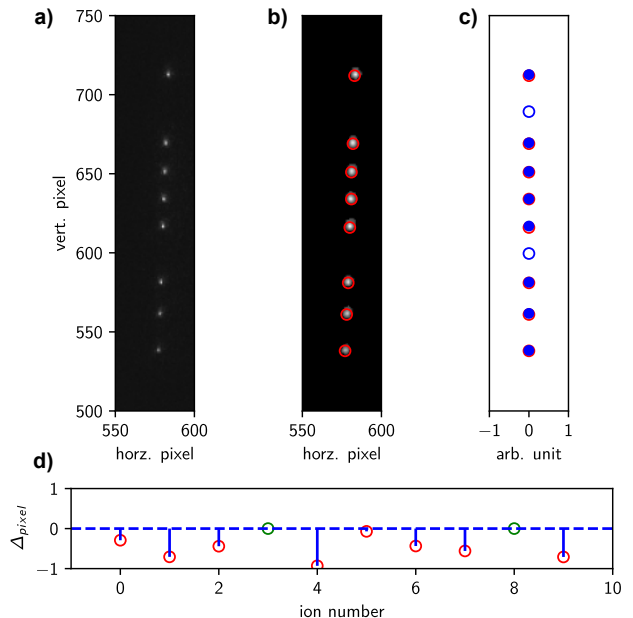 a)
b)
c)
750
700
650
600
550
500
vert. pixel
550
600
horz. pixel
550
600
horz. pixel
−1
0
1
arb. unit
d)
1
0
−1
Δpixel
0
2
4
6
8
10
ion number